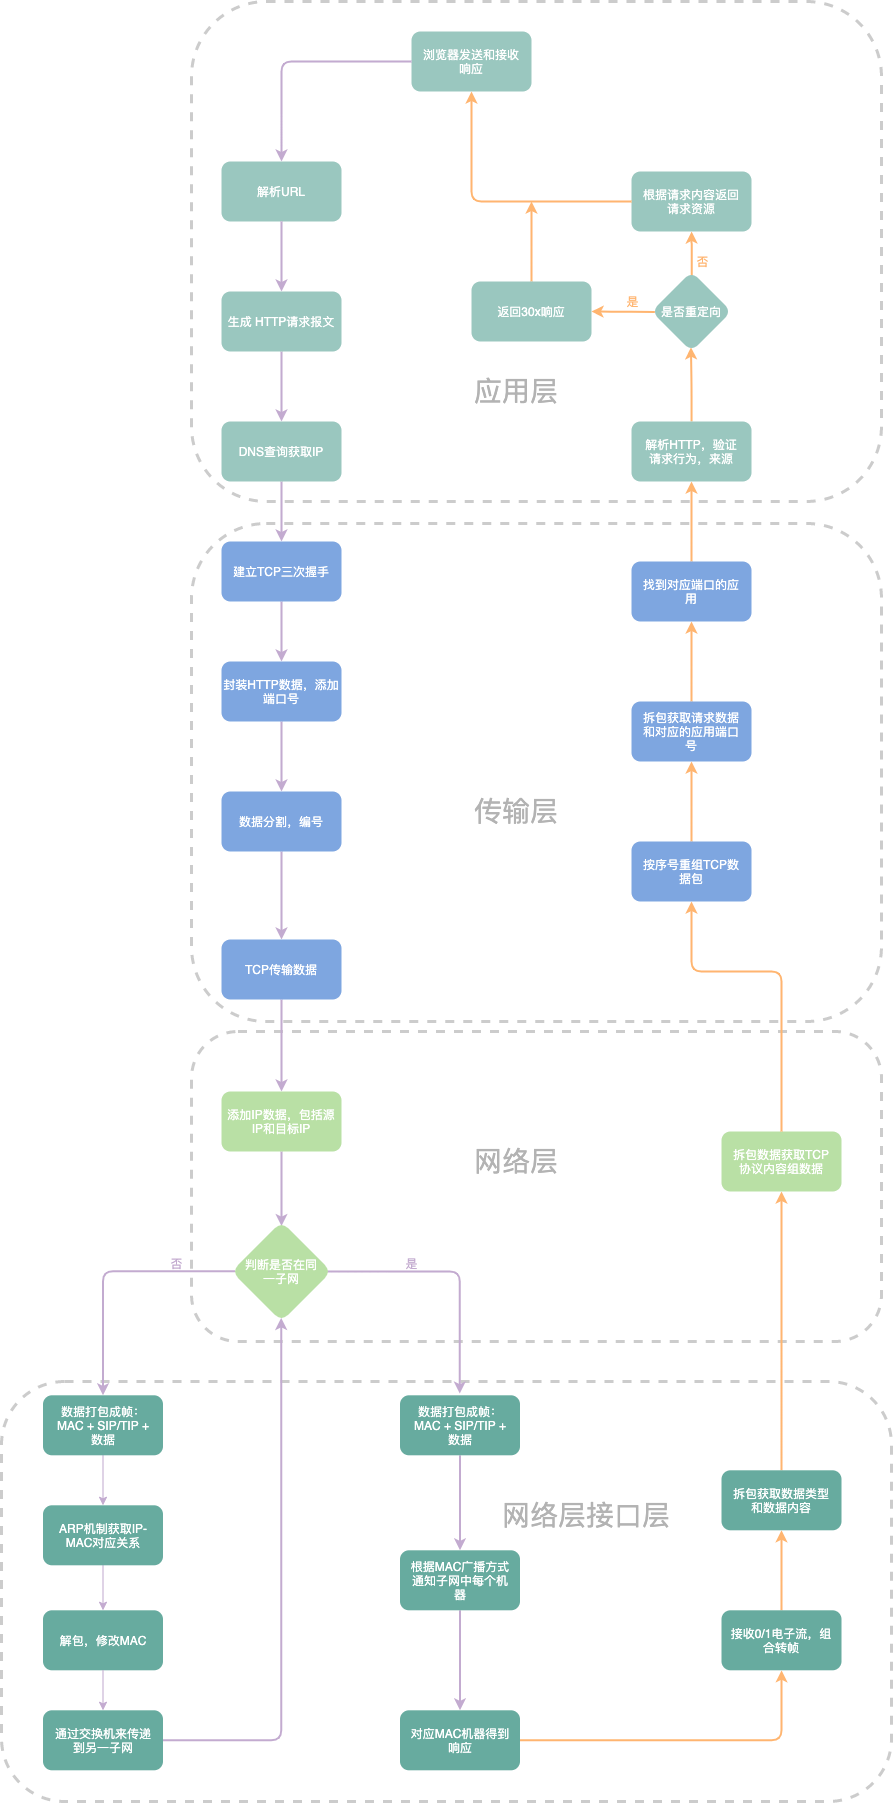 浏览器发送和接收
响应
解析URL
根据请求内容返回
请求资源
否
生成 HTTP请求报文
返回30x响应
是
是否重定向
应用层
DNS查询获取IP
解析HTTP，验证
请求行为，来源
建立TCP三次握手
找到对应端口的应
用
封装HTTP数据，添加
端口号
拆包获取请求数据
和对应的应用端口
号
数据分割，编号
传输层
按序号重组TCP数
据包
TCP传输数据
添加IP数据，包括源
IP和目标IP
网络层
拆包数据获取TCP
协议内容组数据
否
判断是否在同
一子网
是
数据打包成帧：
MAC + SIP/TIP +
数据
数据打包成帧：
MAC + SIP/TIP +
数据
网络层接口层
拆包获取数据类型
和数据内容
ARP机制获取IP-
MAC对应关系
根据MAC广播方式
通知子网中每个机
器
解包，修改MAC
接收0/1电子流，组
合转帧
通过交换机来传递
到另一子网
对应MAC机器得到
响应